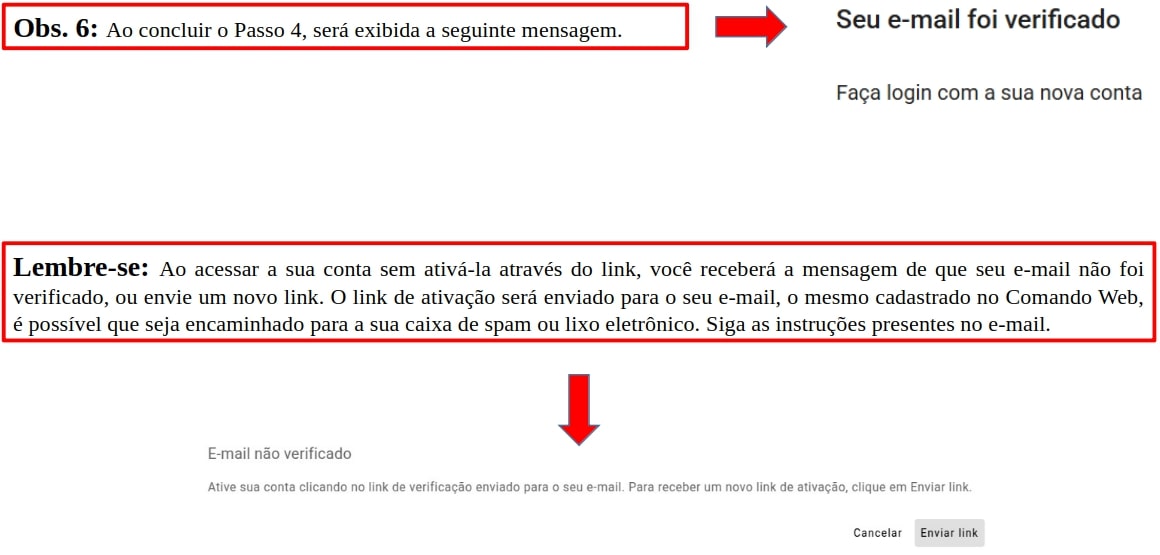 Obs. 6: Ao concluir o Passo 4, será exibida a seguinte mensagem.
Seu e-mail foi verificado
Faça login com a sua nova conta
Lembre-se: Ao acessar a sua conta sem ativá-la através do link, você receberá a mensagem de que seu e-mail não foi
verificado, ou envie um novo link. O link de ativação será enviado para o seu e-mail, o mesmo cadastrado no Comando Web,
é possível que seja encaminhado para a sua caixa de spam ou lixo eletrônico. Siga as instruções presentes no e-mail.
E-mail não verificado
Ative sua conta clicando no link de verificação enviado para o seu e-mail. Para receber um novo link de ativação, clique em Enviar link.
Cancelar Enviar link